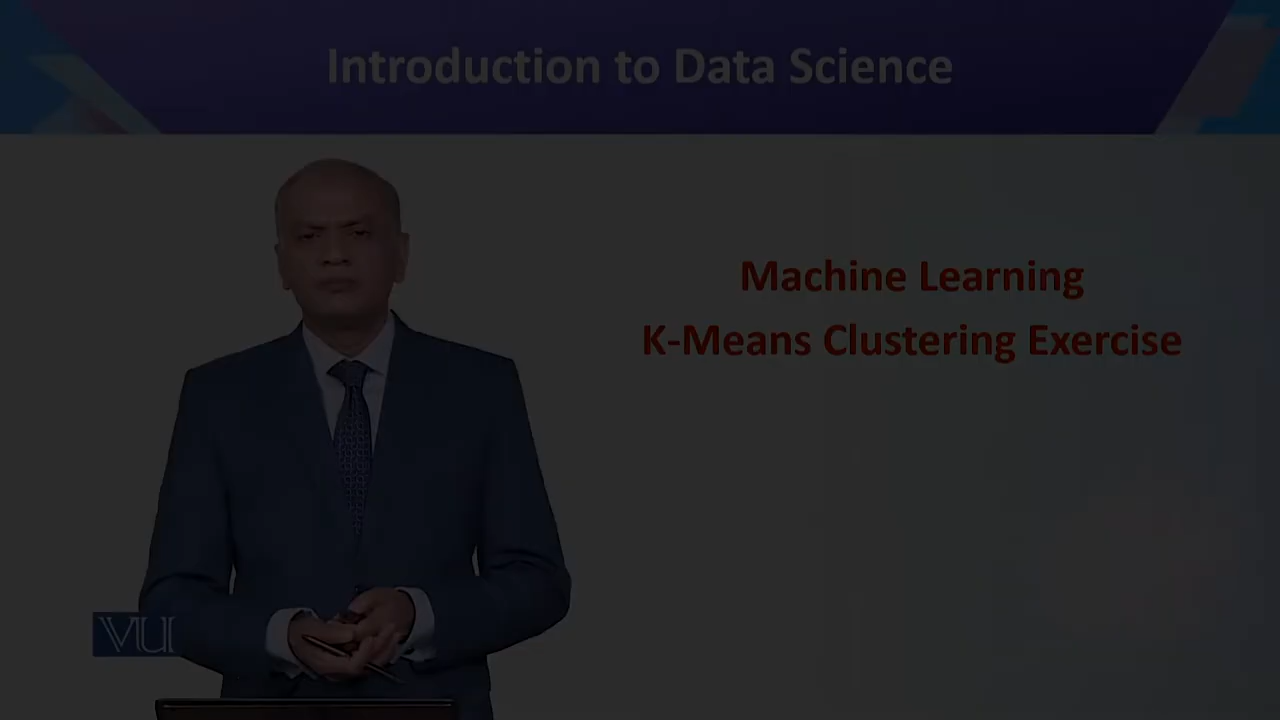 Introduction to Data Science
Machine Learning
K-Means Clustering Exercise
VU